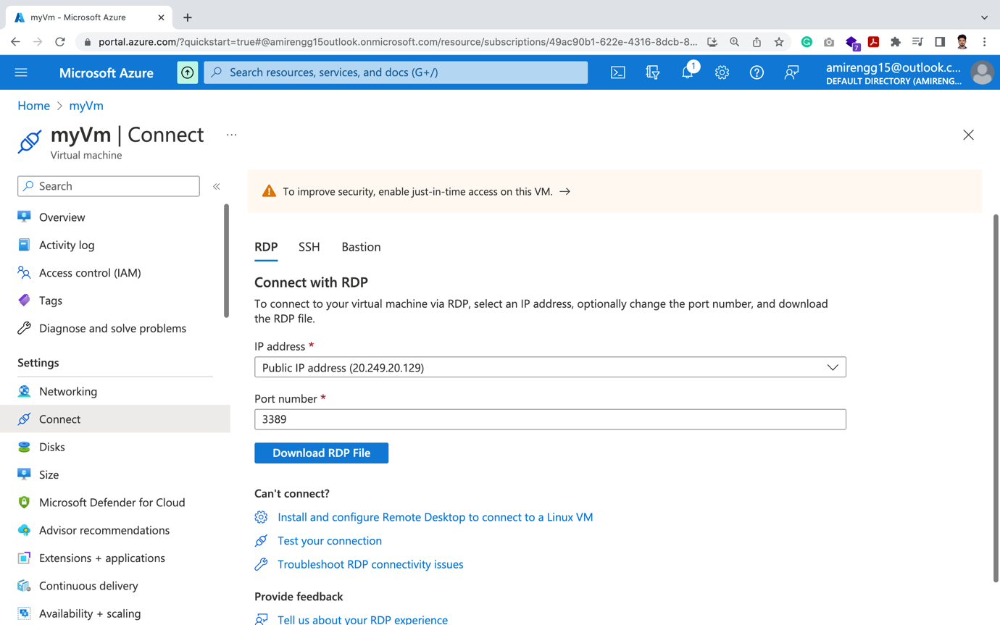 myVm - Microsoft Azure
portal.azure.com/?quickstart=true#@amirengg15outlook.onmicrosoft.com/resource/subscriptions/49ac90b1-622e-4316-8dcb-8...
7
Microsoft Azure
Search resources, services, and docs (G+/)
1
amirengg15@outlook.c...
DEFAULT DIRECTORY (AMIRENG...
Home > myVm
myVm | Connect ...
Virtual machine
Search
«
Overview
Activity log
Access control (IAM)
Tags
Diagnose and solve problems
Settings
Networking
Connect
Disks
Size
Microsoft Defender for Cloud
Advisor recommendations
Extensions + applications
Continuous delivery
Availability + scaling
To improve security, enable just-in-time access on this VM. →
RDP SSH Bastion
Connect with RDP
To connect to your virtual machine via RDP, select an IP address, optionally change the port number, and download
the RDP file.
IP address *
Public IP address (20.249.20.129)
Port number *
3389
Download RDP File
Can't connect?
Install and configure Remote Desktop to connect to a Linux VM
Test your connection
Troubleshoot RDP connectivity issues
Provide feedback
Tell us about your RDP experience